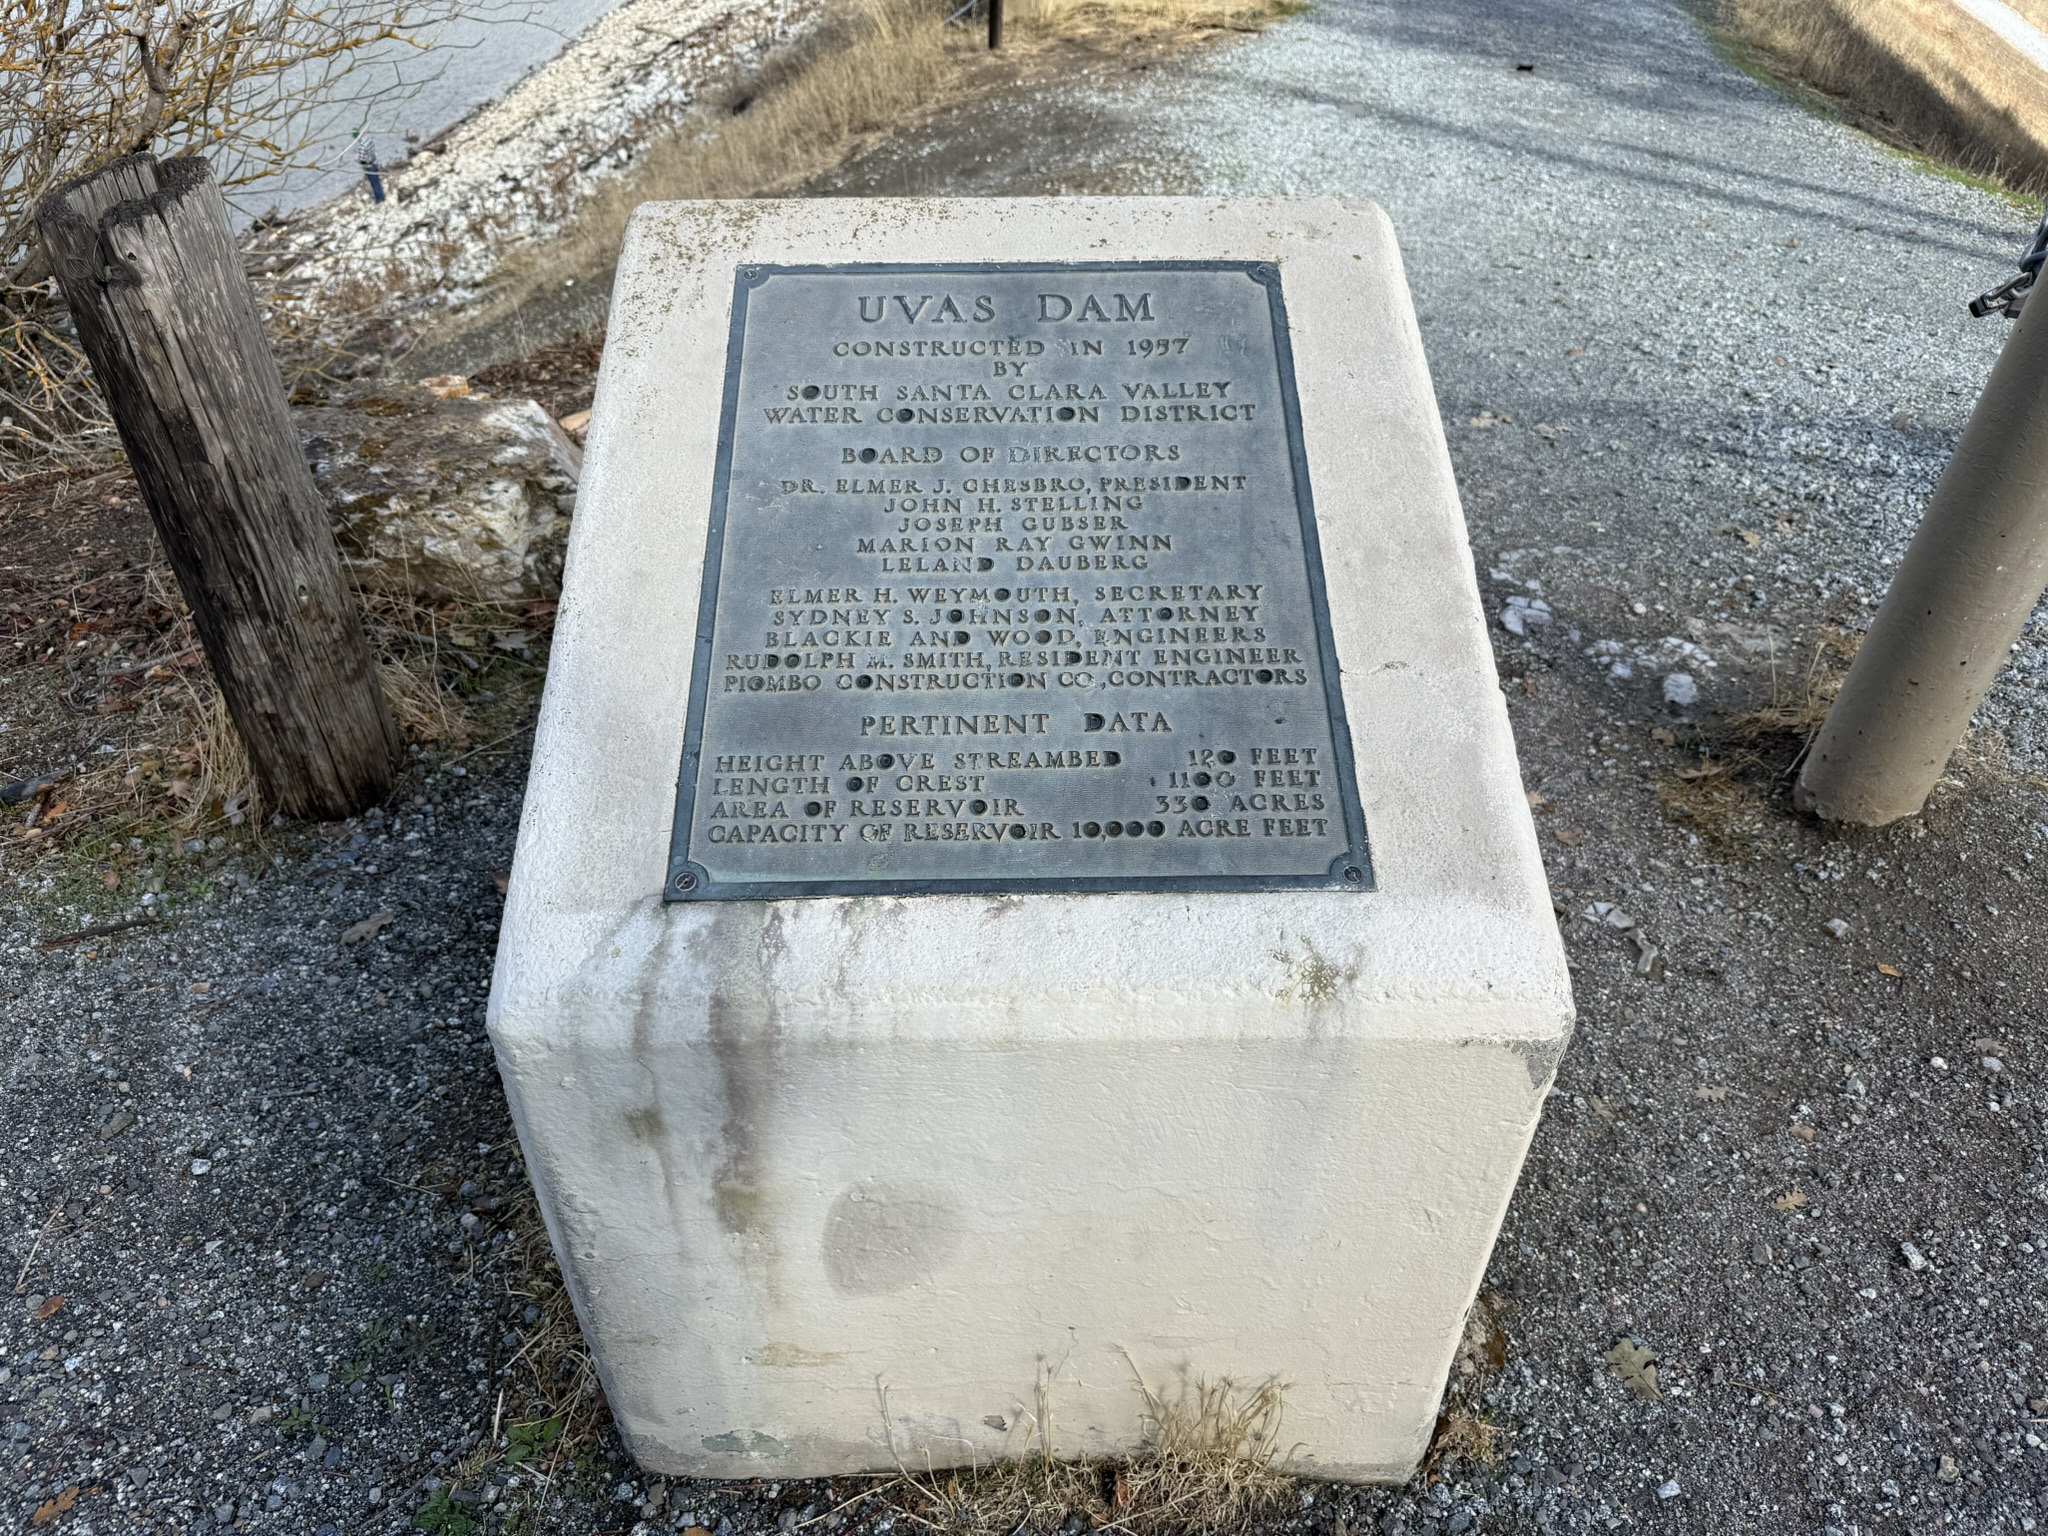 UVAS DAM
CONSTRUCTED IN 1957
BY
SOUTH SANTA CLARA VALLEY
WATER CONSERVATION DISTRICT
BOARD OF DIRECTORS
DR. ELMER J. CHESBRO, PRESIDENT
JOHN H. STELLING
JOSEPH GUBSER
MARION RAY GWINN
LELAND DAUBERG
ELMER H. WEYMOUTH, SECRETARY
SYDNEY S. JOHNSON, ATTORNEY
BLACKIE AND WOOD, ENGINEERS
RUDOLPH M. SMITH, RESIDENT ENGINEER
PIOMBO CONSTRUCTION CO., CONTRACTORS
PERTINENT DATA
HEIGHT ABOVE STREAMBED 120 FEET
LENGTH OF CREST 1100 FEET
AREA OF RESERVOIR 330 ACRES
CAPACITY OF RESERVOIR 10,000 ACRE FEET